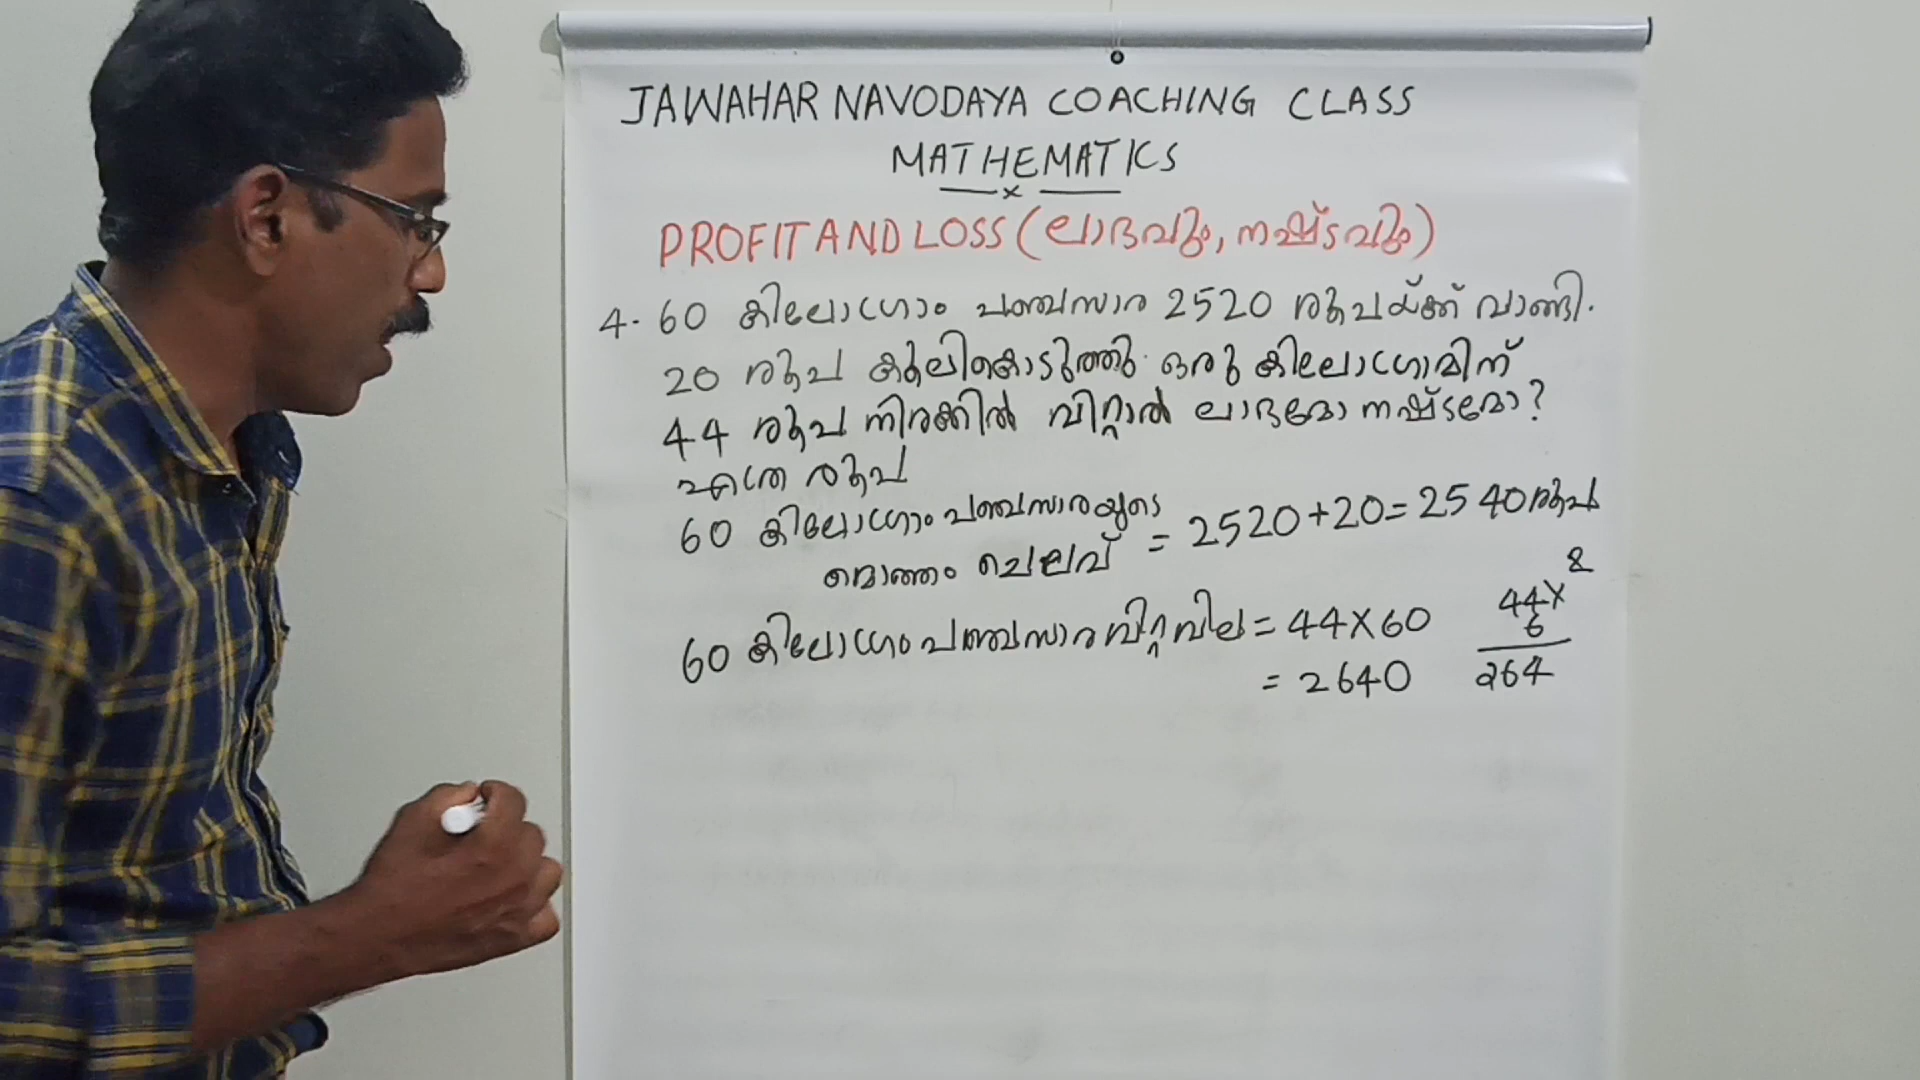 JAWAHAR NAVODAYA COACHING CLASS
MATHEMATICS
x
PROFIT AND LOSS (ലാഭവും, നഷ്ടവും)
4. 60 കിലോഗ്രാം പഞ്ചസാര 2520 രൂപയ്ക്ക് വാങ്ങി.
20 രൂപ കൂലികൊടുത്തു. ഒരു കിലോഗ്രാമിന്
44 രൂപ നിരക്കിൽ വിറ്റാൽ ലാഭമോ നഷ്ടമോ?
എത്ര രൂപ
60 കിലോഗ്രാം പഞ്ചസാരയുടെ
മൊത്തം ചെലവ് = 2520+20=2540 രൂപ
60 കിലോഗ്രാം പഞ്ചസാര വിറ്റവില = 44X60
= 2640
2
44X
6
264